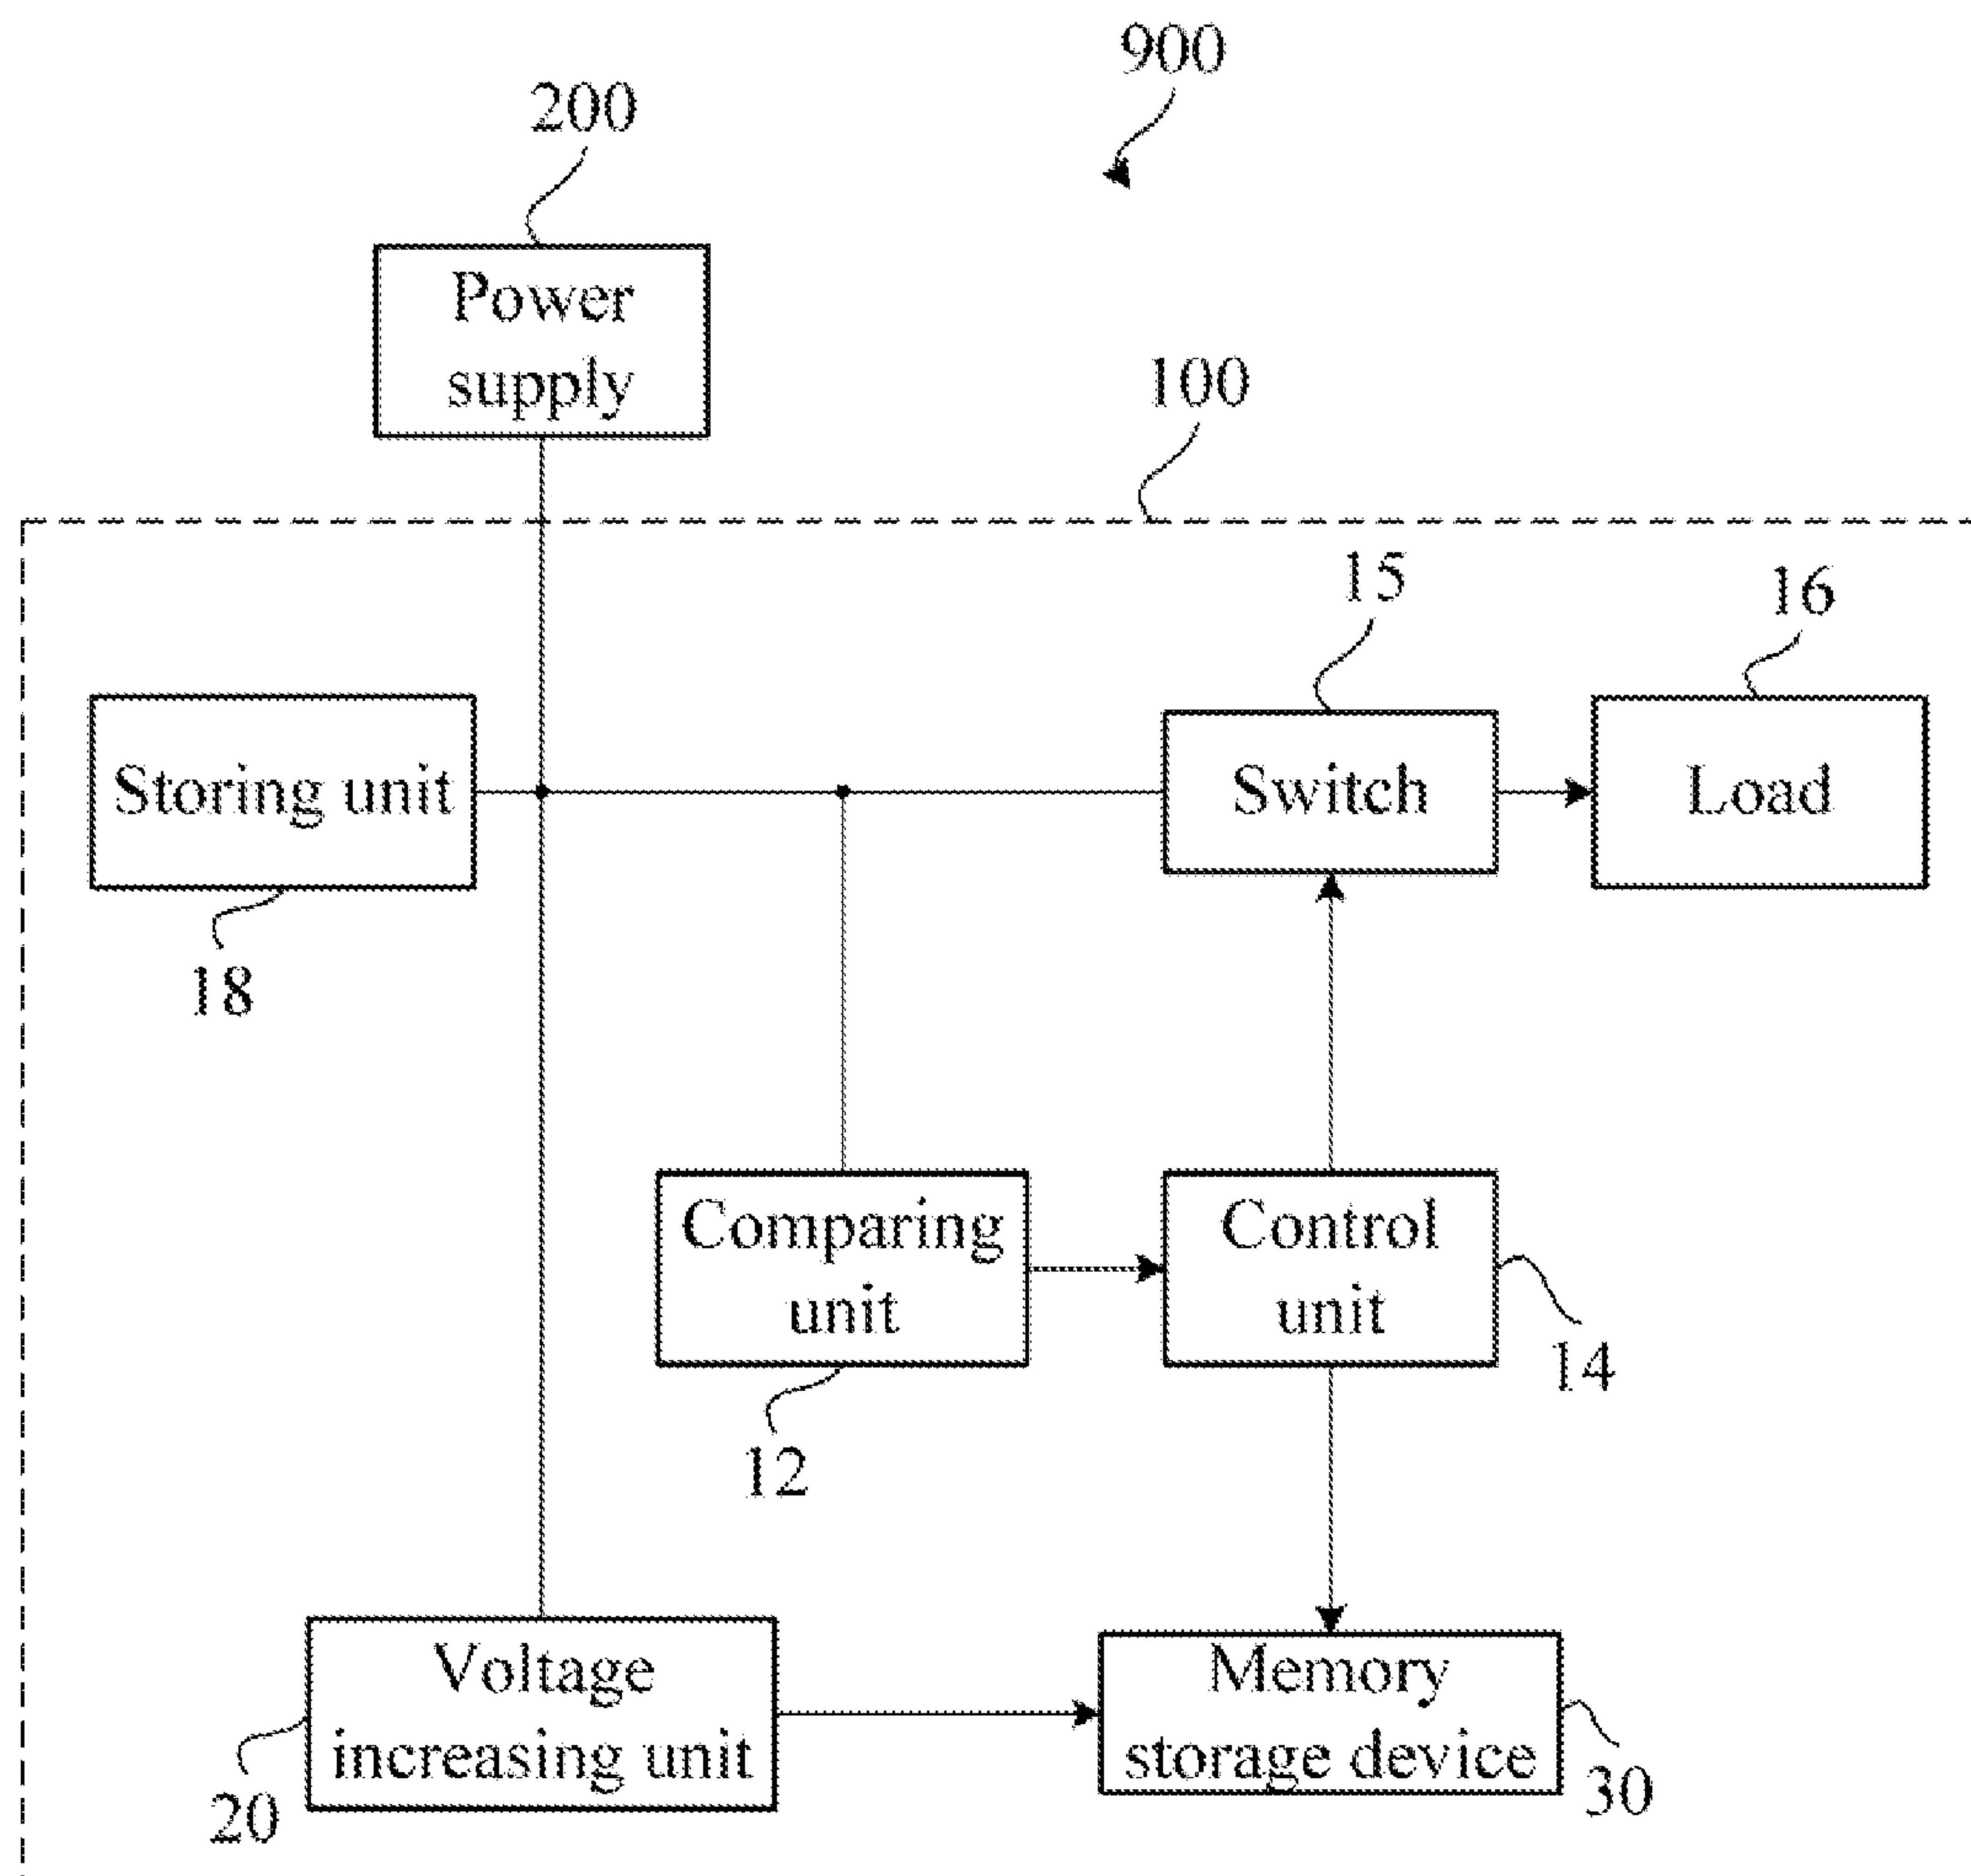 900
200
Power
supply
100
15
16
Storing unit
Switch
Load
18
Comparing
unit
Control
unit
14
12
Voltage
increasing unit
Memory
storage device
20
30